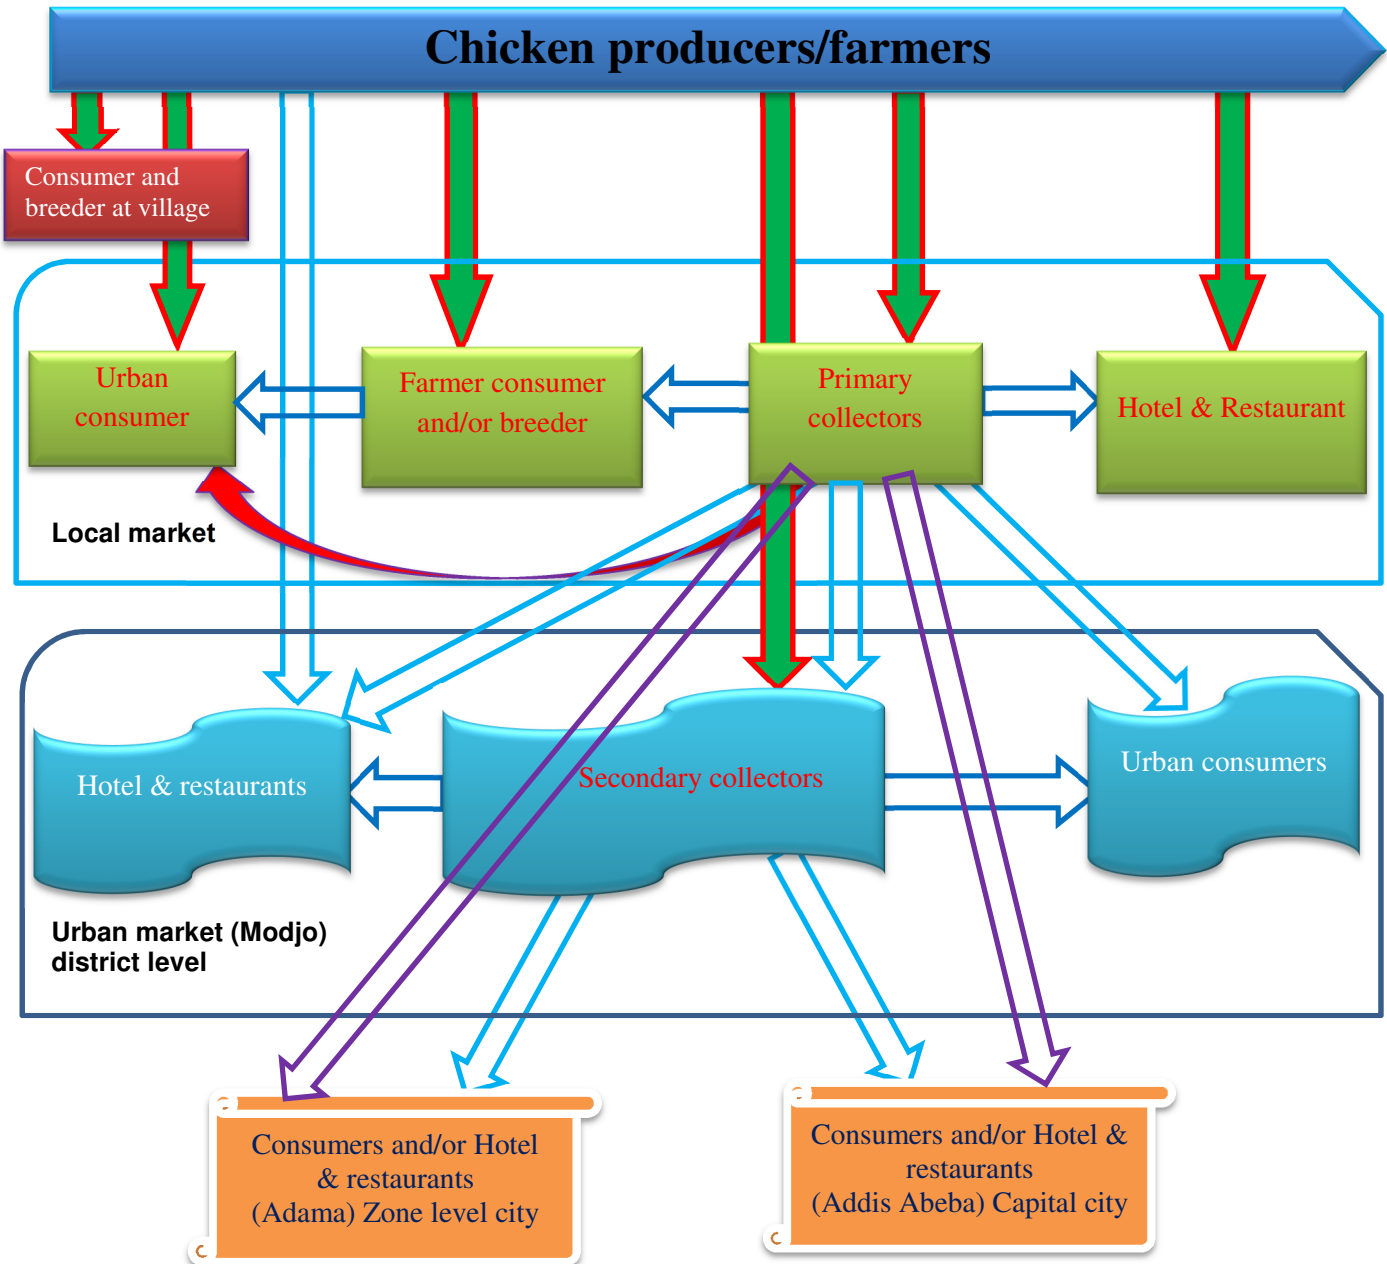 Chicken producers/farmers
Consumer and
breeder at village
Urban
consumer
Farmer consumer
and/or breeder
Primary
collectors
Hotel & Restaurant
Local market
Hotel & restaurants
Secondary collectors
Urban consumers
Urban market (Modjo)
district level
Consumers and/or Hotel
& restaurants
(Adama) Zone level city
Consumers and/or Hotel &
restaurants
(Addis Abeba) Capital city